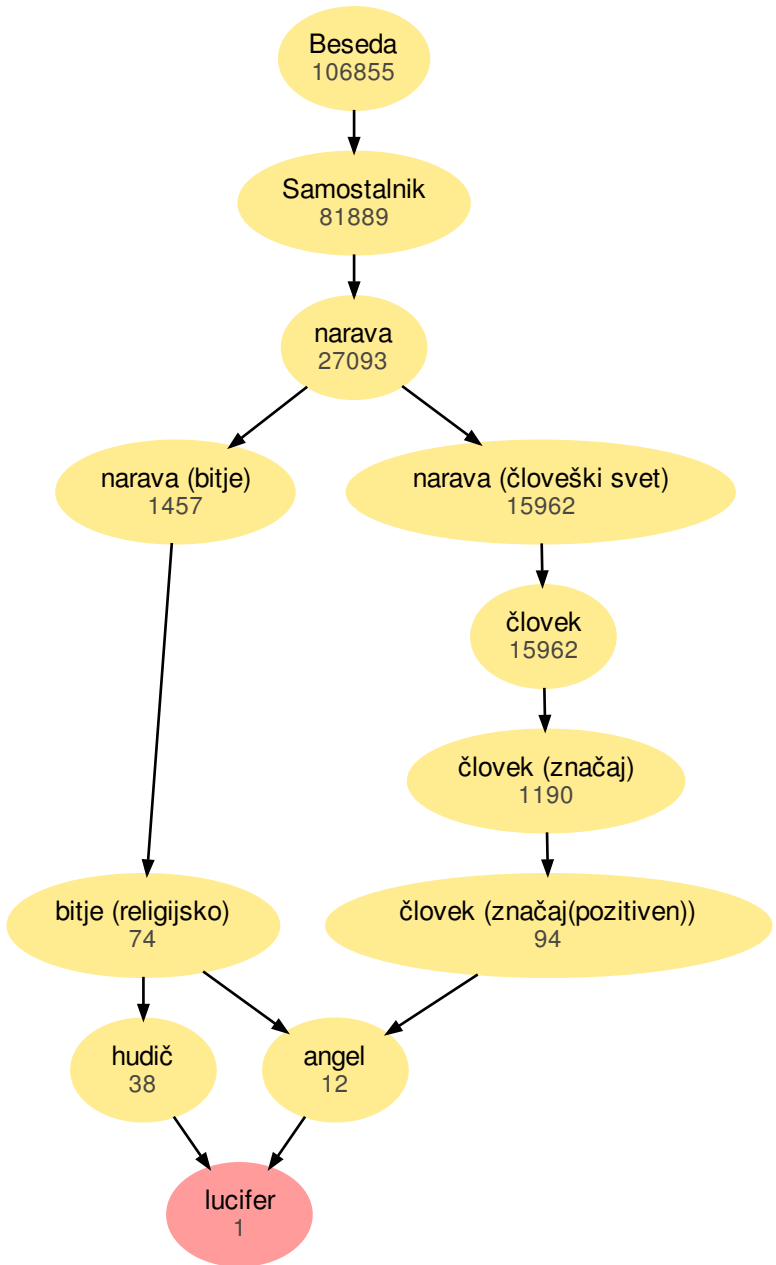 Beseda
106855
Samostalnik
81889
narava
27093
narava (bitje)
1457
narava (človeški svet)
15962
človek
15962
človek (značaj)
1190
bitje (religijsko)
74
človek (značaj(pozitiven))
94
hudič
38
angel
12
lucifer
1